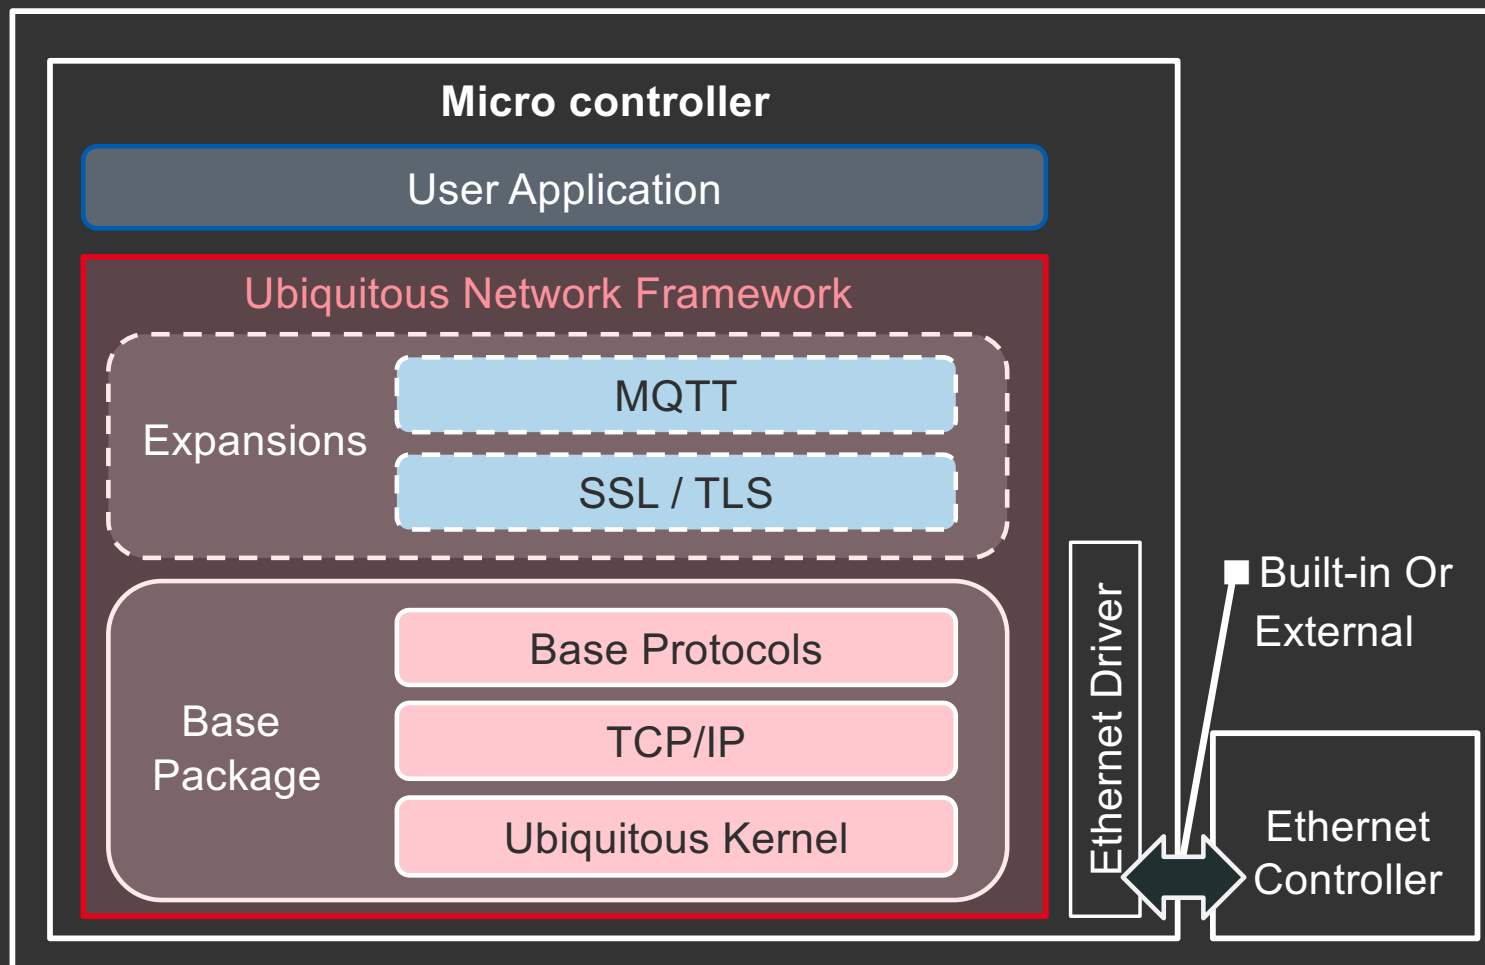 Micro controller
User Application
Ubiquitous Network Framework
Expansions
MQTT
SSL / TLS
Base
Package
Base Protocols
TCP/IP
Ubiquitous Kernel
Ethernet Driver
Built-in Or
External
Ethernet
Controller